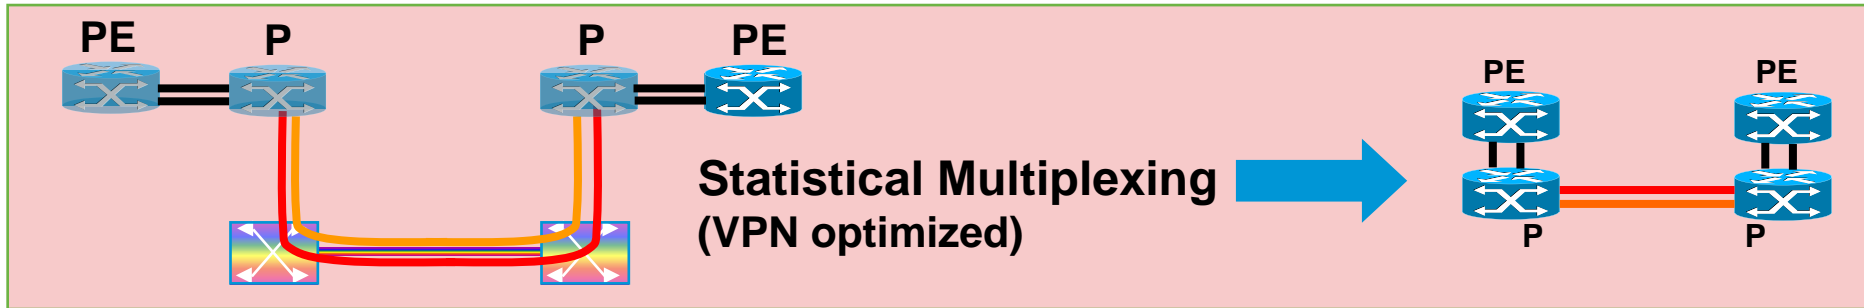 PE P P PE
PE PE
Statistical Multiplexing
(VPN optimized)
P P